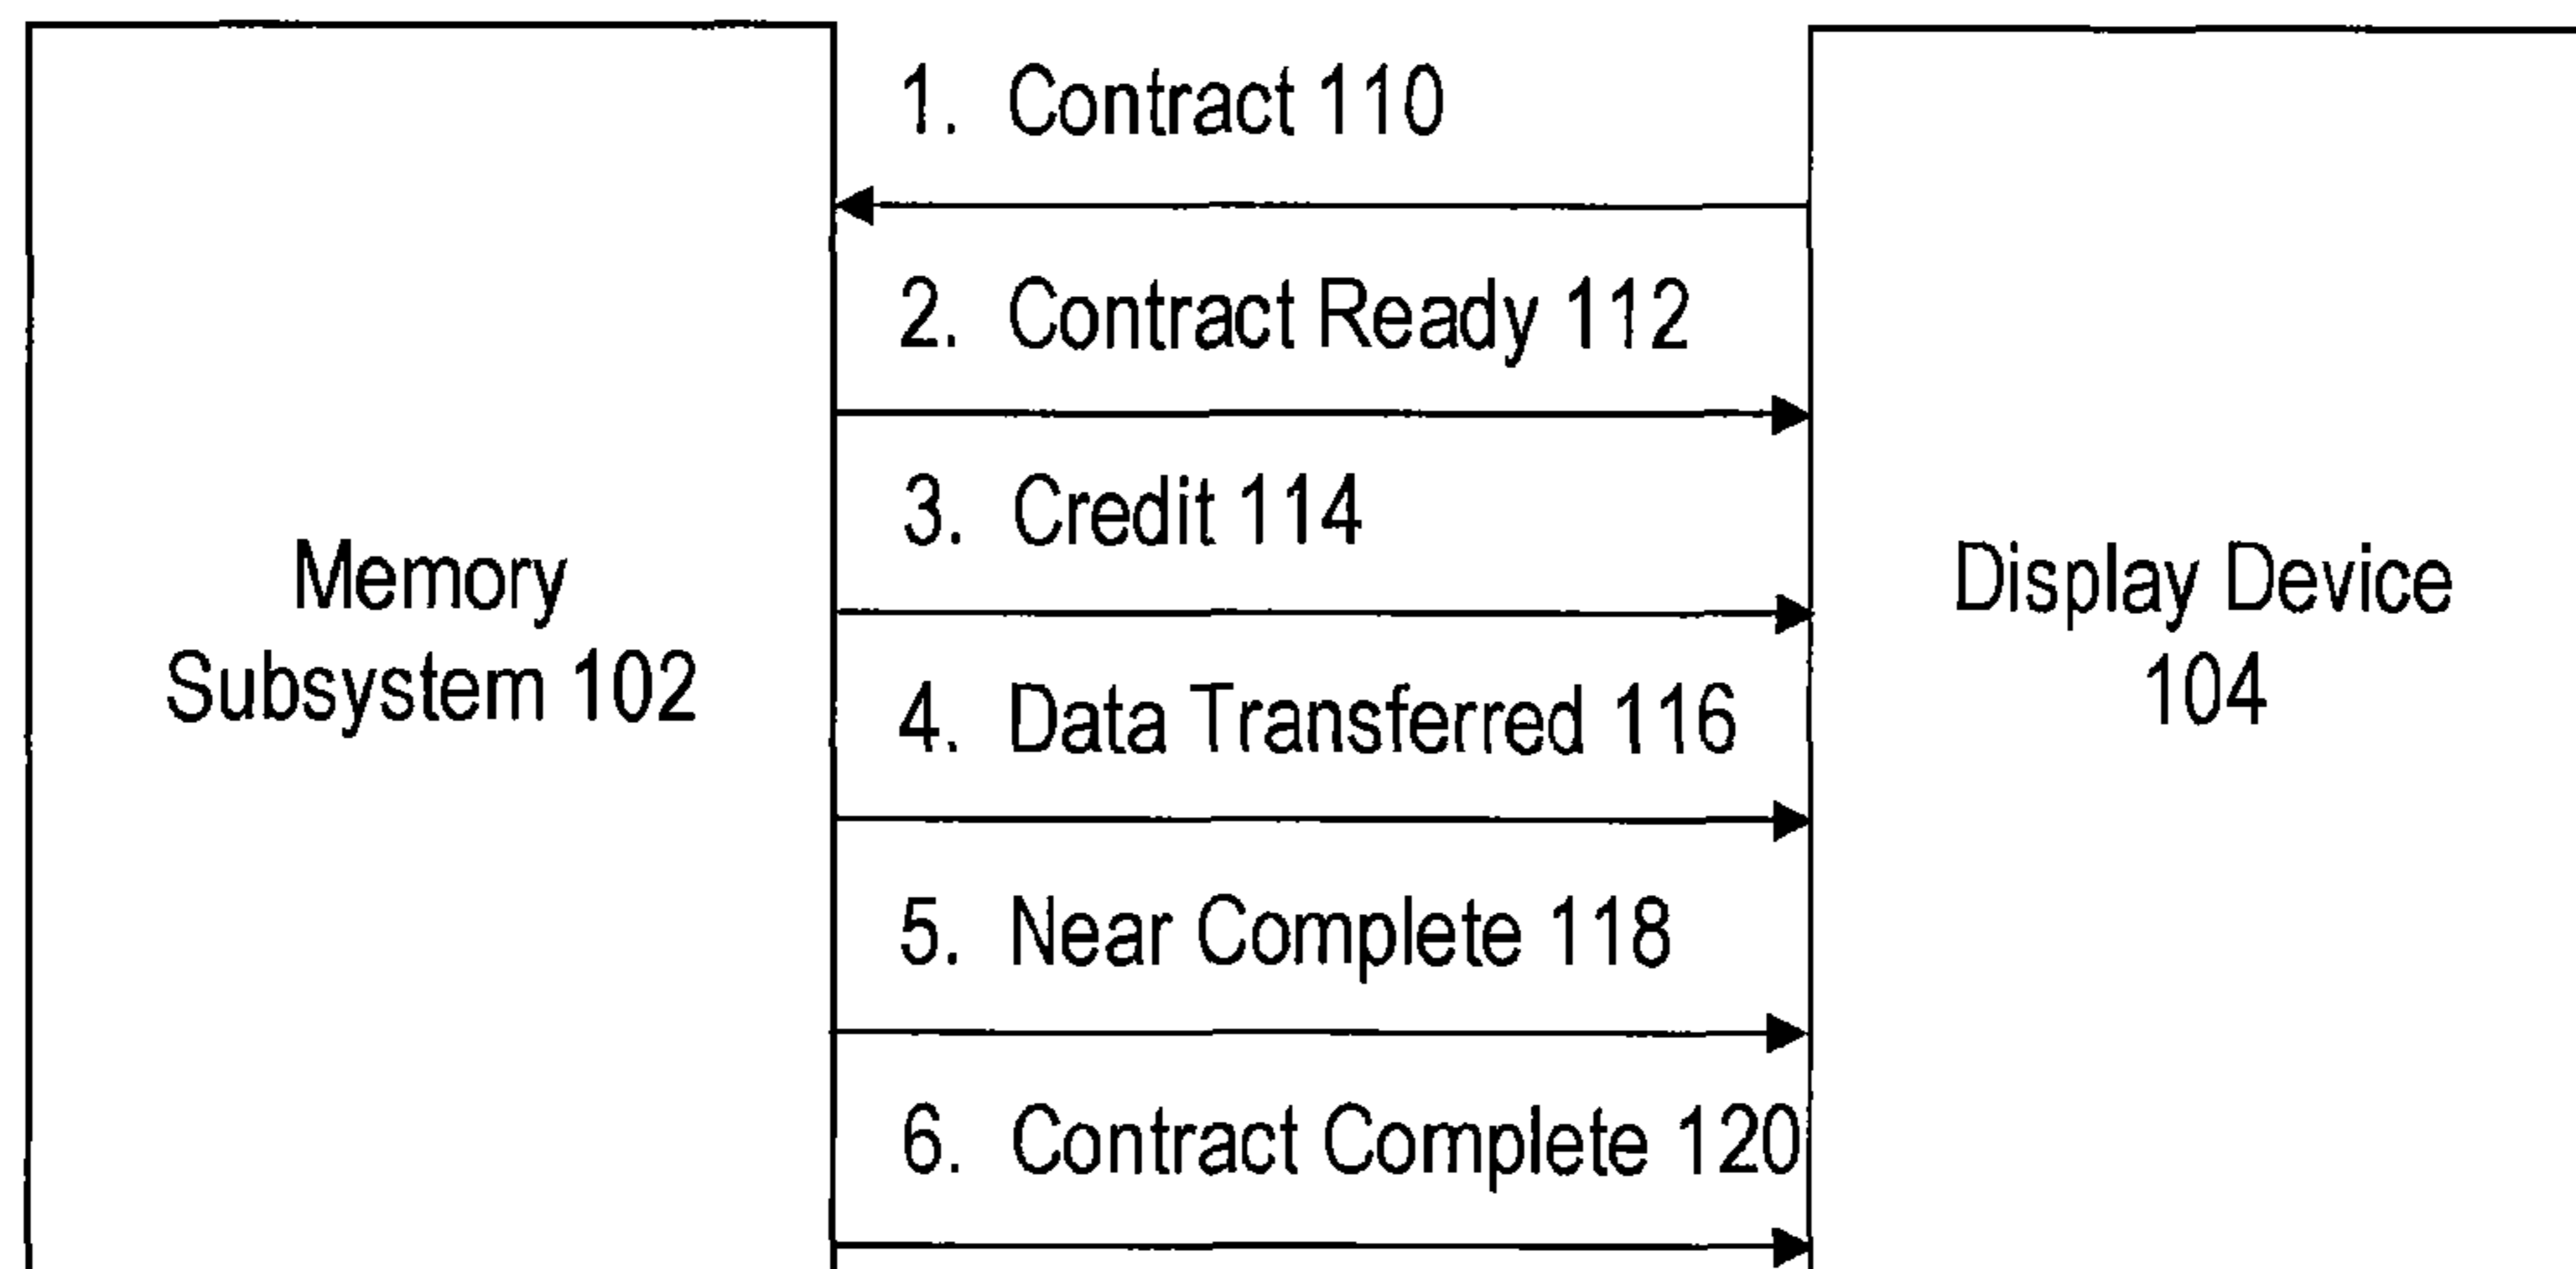 1. Contract 110
2. Contract Ready 112
3. Credit 114
Memory
Subsystem 102
Display Device
104
4. Data Transferred 116
5. Near Complete 118
6. Contract Complete 120